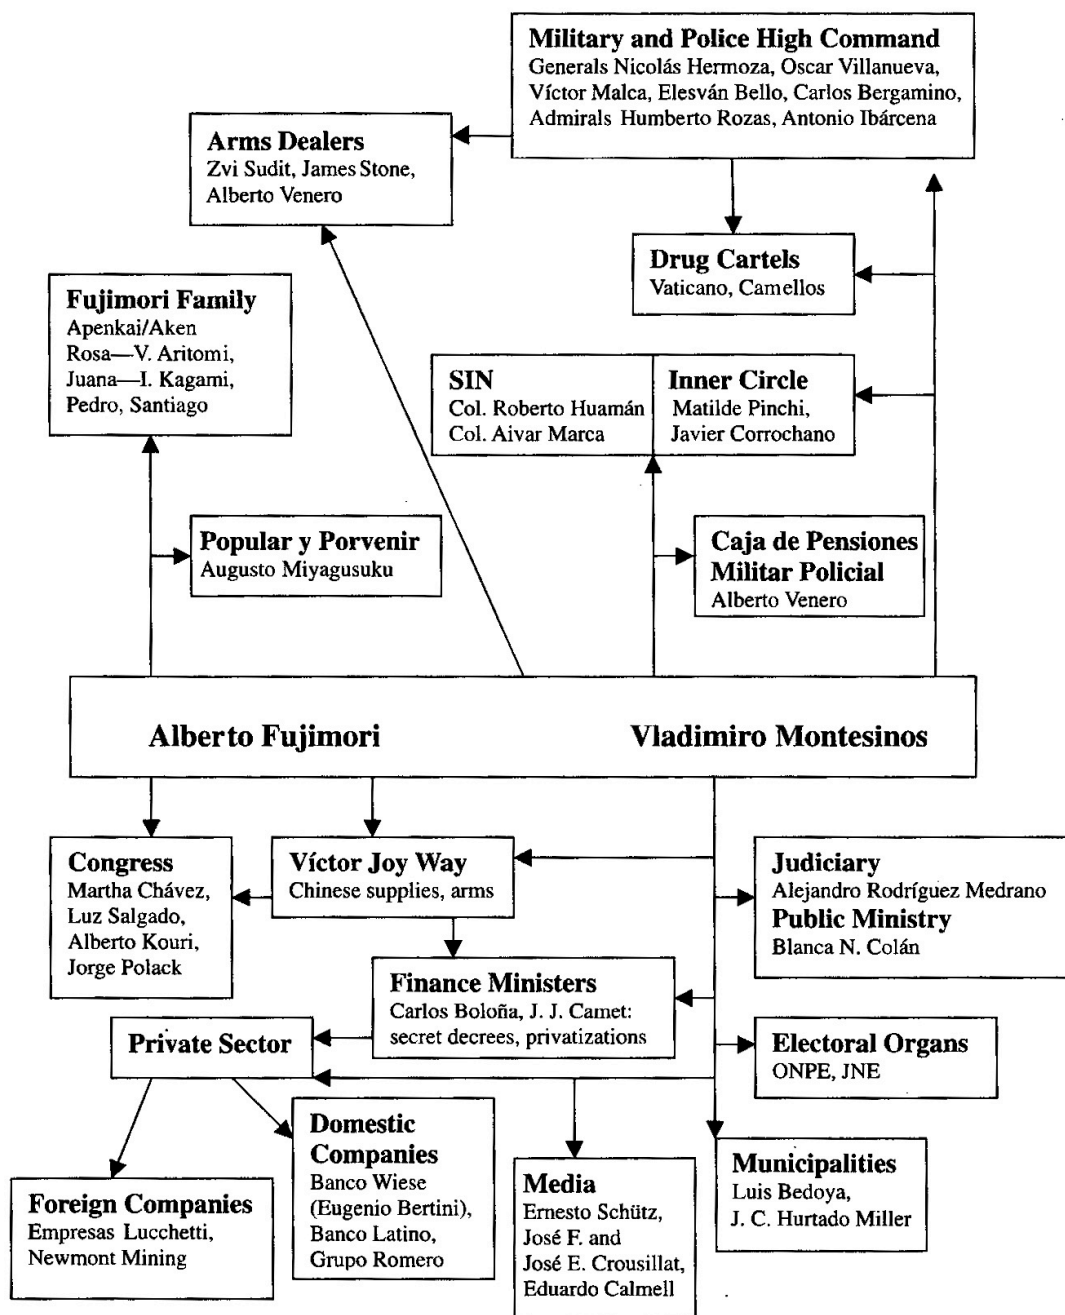 Military and Police High Command
Generals Nicolás Hermoza, Oscar Villanueva,
Víctor Malca, Elesván Bello, Carlos Bergamino,
Admirals Humberto Rozas, Antonio Ibárcena
Arms Dealers
Zvi Sudit, James Stone,
Alberto Venero
Drug Cartels
Vaticano, Camellos
Fujimori Family
Apenkai/Aken
Rosa—V. Aritomi,
Juana—I. Kagami,
Pedro, Santiago
SIN
Col. Roberto Huamán
Col. Aivar Marca
Inner Circle
Matilde Pinchi,
Javier Corrochano
Popular y Porvenir
Augusto Miyagusuku
Caja de Pensiones
Militar Policial
Alberto Venero
Alberto Fujimori
Vladimiro Montesinos
Congress
Martha Chávez,
Luz Salgado,
Alberto Kouri,
Jorge Polack
Víctor Joy Way
Chinese supplies, arms
Judiciary
Alejandro Rodríguez Medrano
Public Ministry
Blanca N. Colán
Finance Ministers
Carlos Boloña, J. J. Camet:
secret decrees, privatizations
Private Sector
Electoral Organs
ONPE, JNE
Domestic
Companies
Banco Wiese
(Eugenio Bertini),
Banco Latino,
Grupo Romero
Foreign Companies
Empresas Lucchetti,
Newmont Mining
Media
Ernesto Schütz,
José F. and
José E. Crousillat,
Eduardo Calmell
Municipalities
Luis Bedoya,
J. C. Hurtado Miller